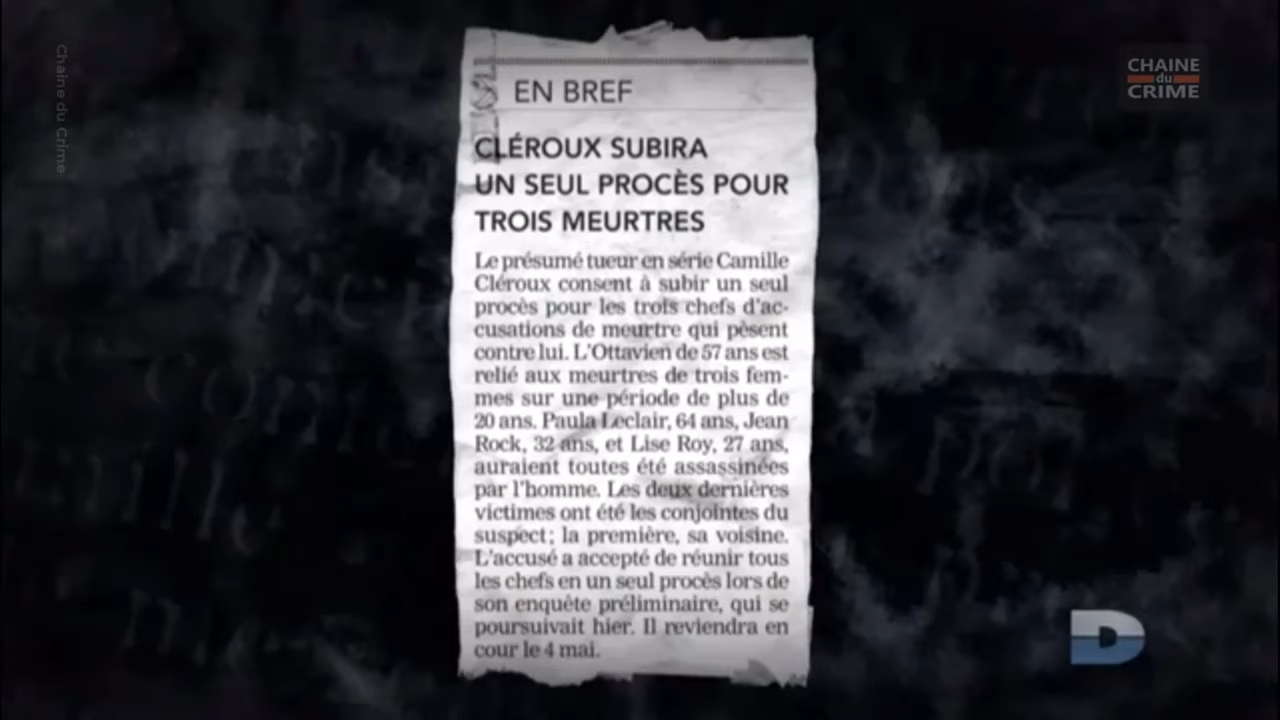 Chaine du Crime
CHAINE
du
CRIME
EN BREF
CLÉROUX SUBIRA
UN SEUL PROCÈS POUR
TROIS MEURTRES
Le présumé tueur en série Camille
Cléroux consent à subir un seul
procès pour les trois chefs d'ac-
cusations de meurtre qui pèsent
contre lui. L'Ottavien de 57 ans est
relié aux meurtres de trois fem-
mes sur une période de plus de
20 ans. Paula Leclair, 64 ans, Jean
Rock, 32 ans, et Lise Roy, 27 ans,
auraient toutes été assassinées
par l'homme. Les deux dernières
victimes ont été les conjointes du
suspect; la première, sa voisine.
L'accusé a accepté de réunir tous
les chefs en un seul procès lors de
son enquête préliminaire, qui se
poursuivait hier. Il reviendra en
cour le 4 mai.
D